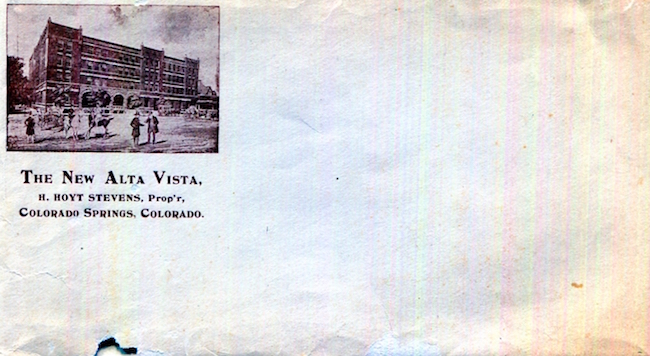 The New Alta Vista,
H. HOYT STEVENS, Prop'r,
Colorado Springs, Colorado.